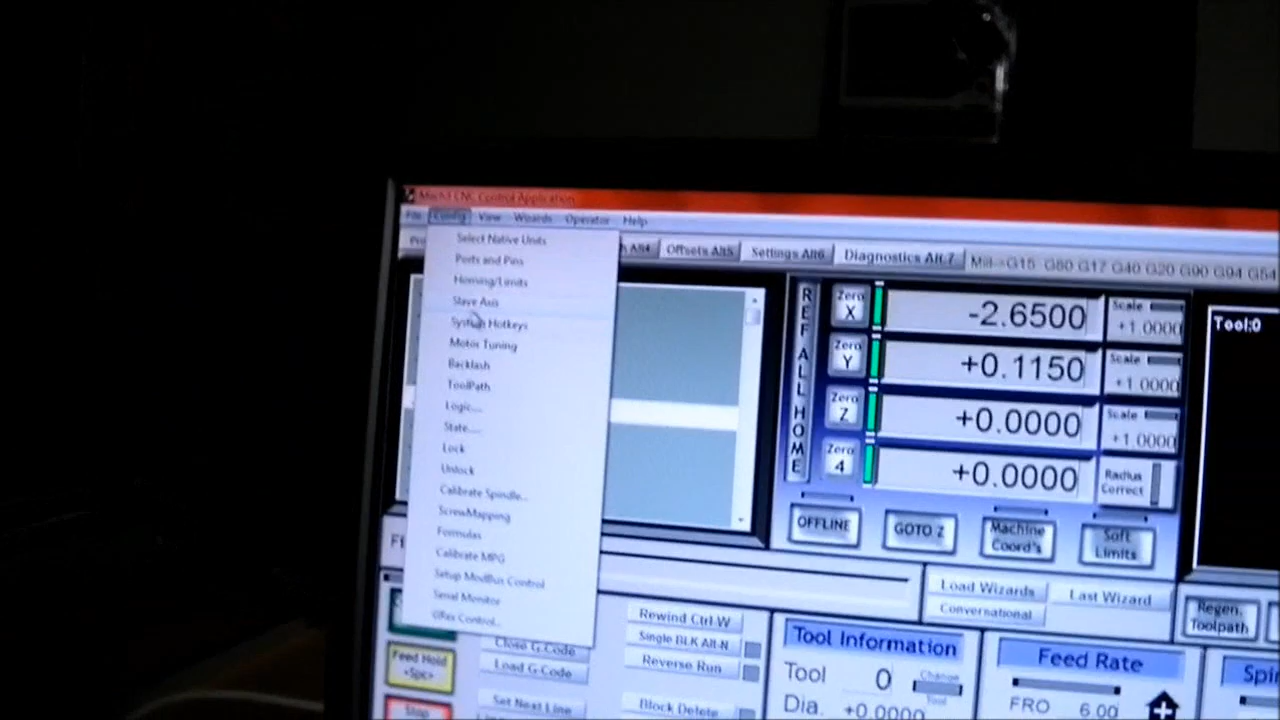 Mach3 CNC Control Application
File Config View Wizards Operator Help
Alt4 Offsets Alt5 Settings Alt6 Diagnostics Alt-7 Mill->G15 G80 G17 G40 G20 G90 G94 G54
Select Native Units
Ports and Pins
Homing/Limits
Slave Axis
System Hotkeys
Motor Tuning
Backlash
ToolPath
Logic...
State.....
Lock
Unlock
Calibrate Spindle...
ScrewMapping
Formulas
Calibrate MPG
Setup ModBus Control
Serial Monitor
REF ALL HOME
Zero X -2.6500 Scale +1.0000
Zero Y +0.1150 Scale +1.0000
Zero Z +0.0000 Scale +1.0000
Zero 4 +0.0000 Radius Correct
OFFLINE GOTO Z Machine Coord's Soft Limits
Tool:0
Load Wizards Last Wizard
Conversational
Regen. Toolpath
Feed Hold
<Spc>
Stop
Close G-Code
Load G-Code
Set Next Line
Rewind Ctrl-W
Single BLK Alt-N
Reverse Run
Block Delete
Tool Information
Tool 0 Change Tool
Dia. +0.0000
Feed Rate
FRO 6.00